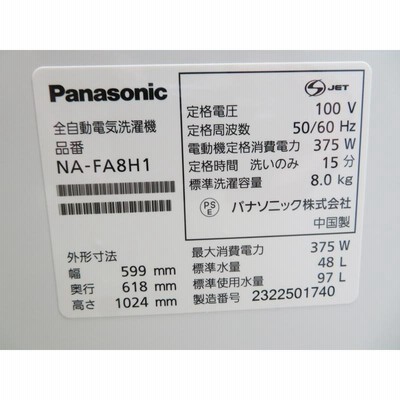 Panasonic
全自動電気洗濯機
品番
NA-FA8H1
外形寸法
幅 599 mm
奥行 618 mm
高さ 1024 mm
S JET
定格電圧 100 V
定格周波数 50/60 Hz
電動機定格消費電力 375 W
定格時間 洗いのみ 15 分
標準洗濯容量 8.0 kg
PSE パナソニック株式会社
中国製
最大消費電力 375 W
標準水量 48 L
標準使用水量 97 L
製造番号 2322501740